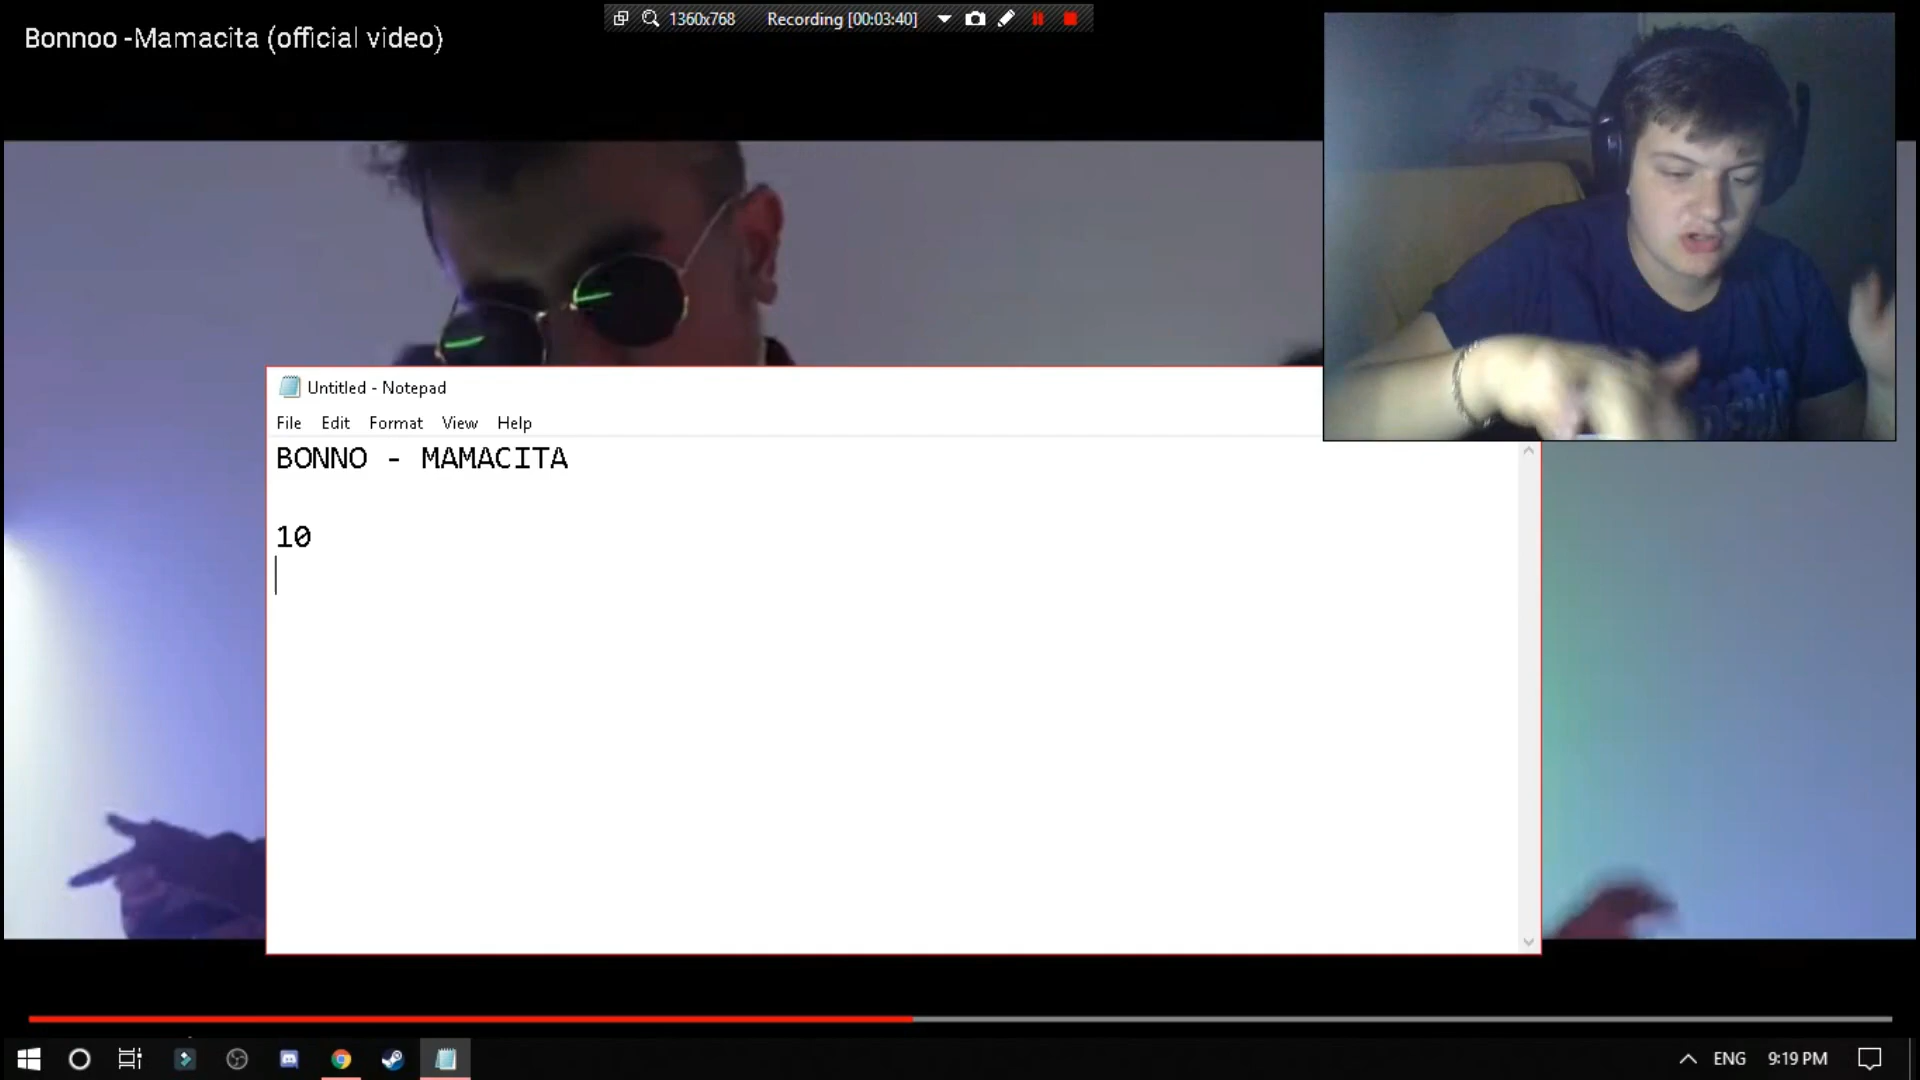 1360x768 Recording [00:03:40]
Bonnoo -Mamacita (official video)
Untitled - Notepad
File Edit Format View Help
BONNO - MAMACITA
10
ENG 9:19 PM